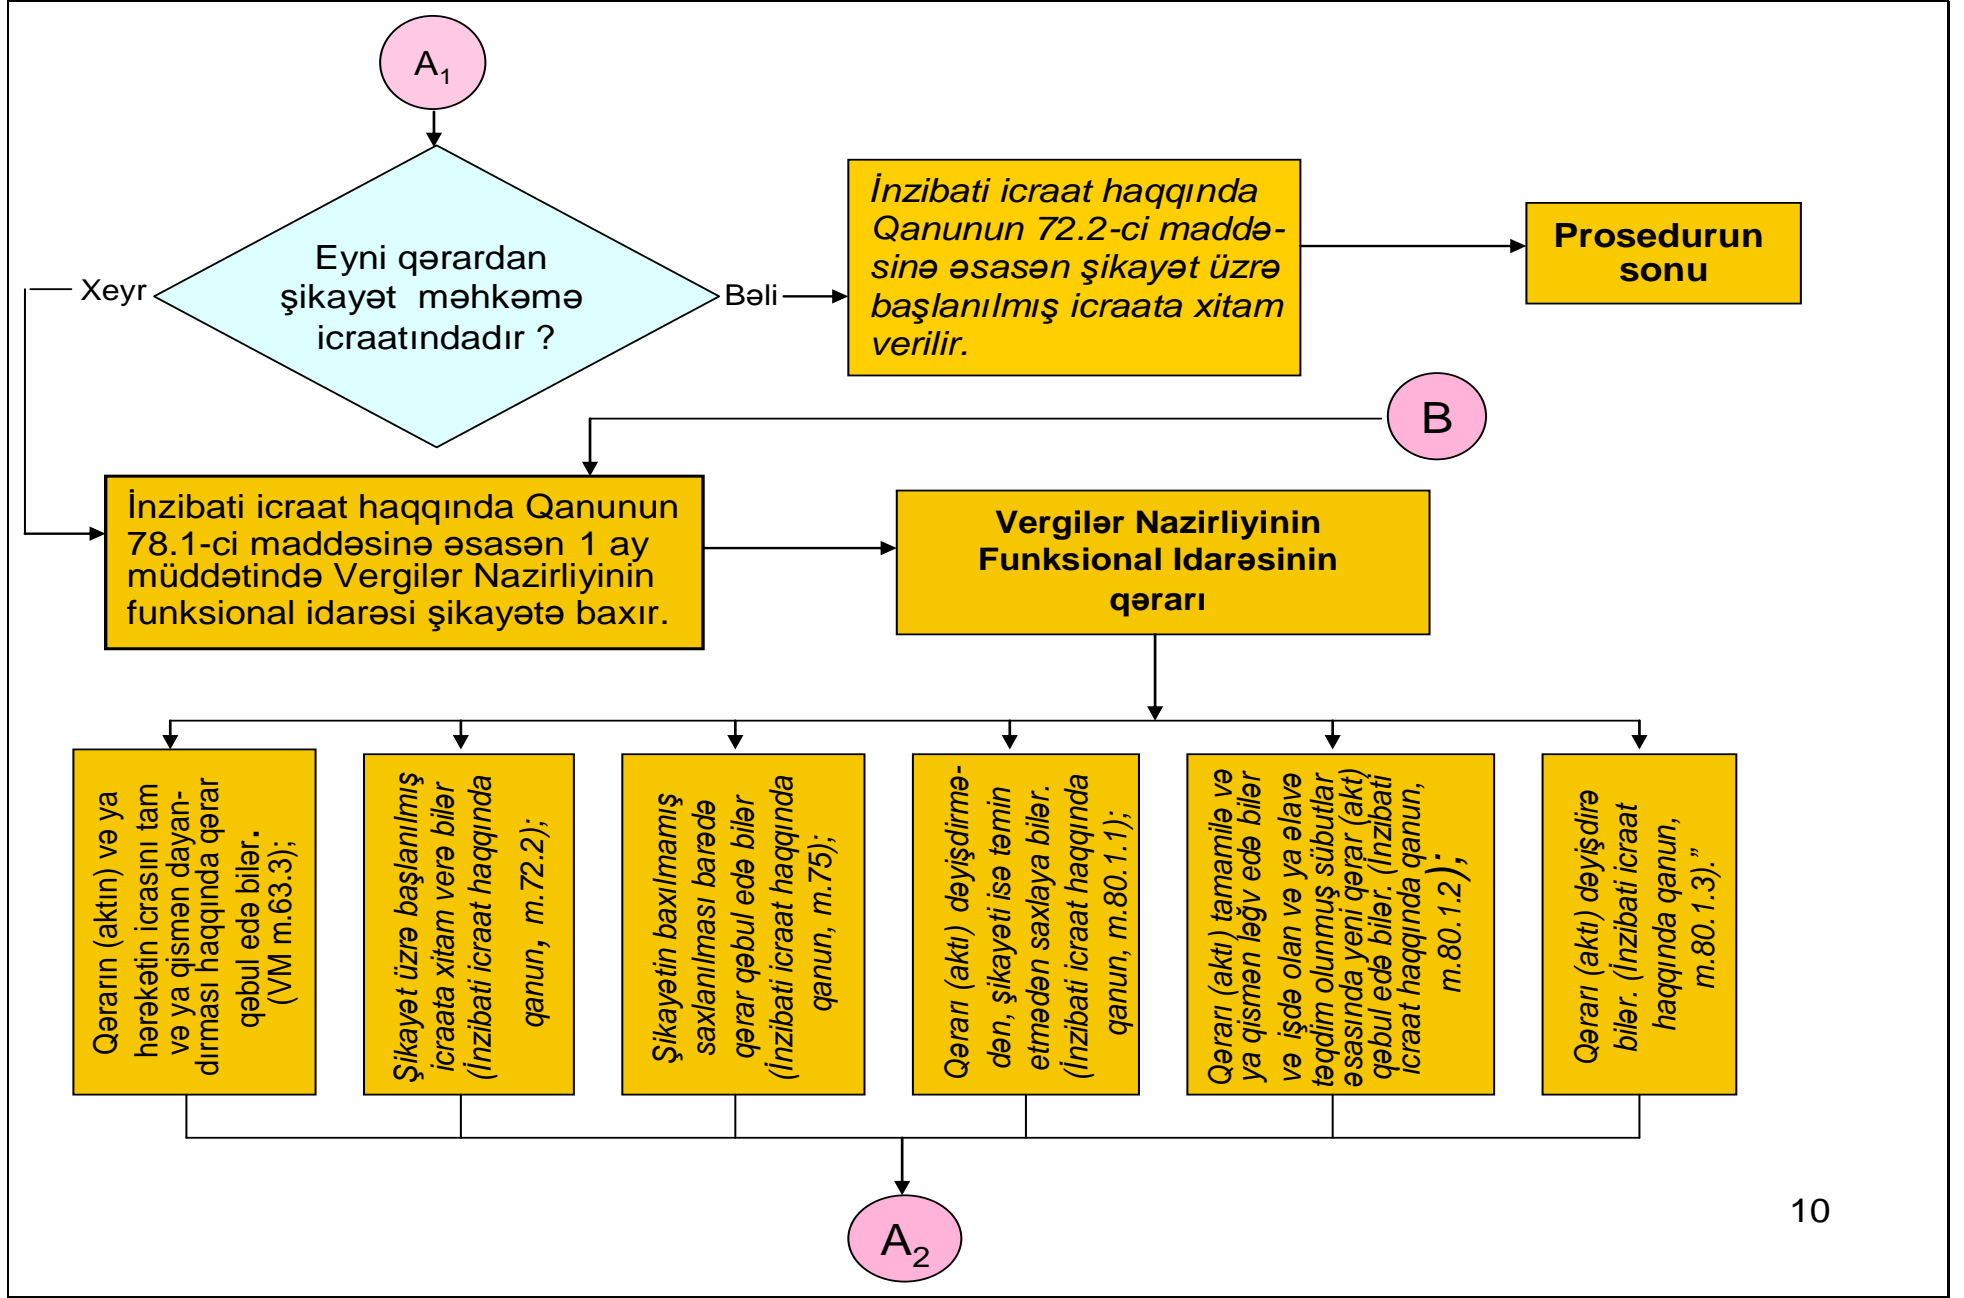 A₁
Eyni qərardan
şikayət məhkəmə
icraatındadır ?
Xeyr
Bəli
İnzibati icraat haqqında
Qanunun 72.2-ci maddə-
sinə əsasən şikayət üzrə
başlanılmış icraata xitam
verilir.
Prosedurun
sonu
B
İnzibati icraat haqqında Qanunun
78.1-ci maddəsinə əsasən 1 ay
müddətində Vergilər Nazirliyinin
funksional idarəsi şikayətə baxır.
Vergilər Nazirliyinin
Funksional Idarəsinin
qərarı
Qərarın (aktın) və ya
hərəkətin icrasını tam
və ya qismən dayan-
dırması haqqında qərar
qəbul edə bilər.
(VM m.63.3);
Şikayət üzrə başlanılmış
icraata xitam verə bilər
(İnzibati icraat haqqında
qanun, m.72.2);
Şikayətin baxılmamış
saxlanılması barədə
qərar qəbul edə bilər
(İnzibati icraat haqqında
qanun, m.75);
Qərarı (aktı) dəyişdirmə-
dən, şikayəti isə təmin
etmədən saxlaya bilər.
(İnzibati icraat haqqında
qanun, m.80.1.1);
Qərarı (aktı) tamamilə və
ya qismən ləğv edə bilər
və işdə olan və ya əlavə
təqdim olunmuş sübutlar
əsasında yeni qərar (akt)
qəbul edə bilər. (İnzibati
icraat haqqında qanun,
m.80.1.2);
Qərarı (aktı) dəyişdirə
bilər. (İnzibati icraat
haqqında qanun,
m.80.1.3).”
A₂
10